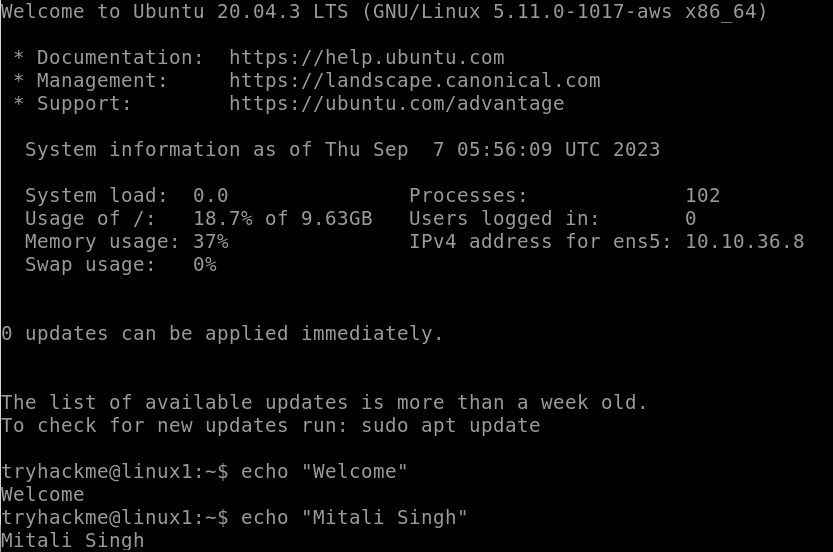 Welcome to Ubuntu 20.04.3 LTS (GNU/Linux 5.11.0-1017-aws x86_64)
* Documentation:  https://help.ubuntu.com
* Management:     https://landscape.canonical.com
* Support:        https://ubuntu.com/advantage
System information as of Thu Sep  7 05:56:09 UTC 2023
System load:  0.0               Processes:             102
Usage of /:   18.7% of 9.63GB   Users logged in:       0
Memory usage: 37%               IPv4 address for ens5: 10.10.36.8
Swap usage:   0%
0 updates can be applied immediately.
The list of available updates is more than a week old.
To check for new updates run: sudo apt update
tryhackme@linux1:~$ echo "Welcome"
Welcome
tryhackme@linux1:~$ echo "Mitali Singh"
Mitali Singh